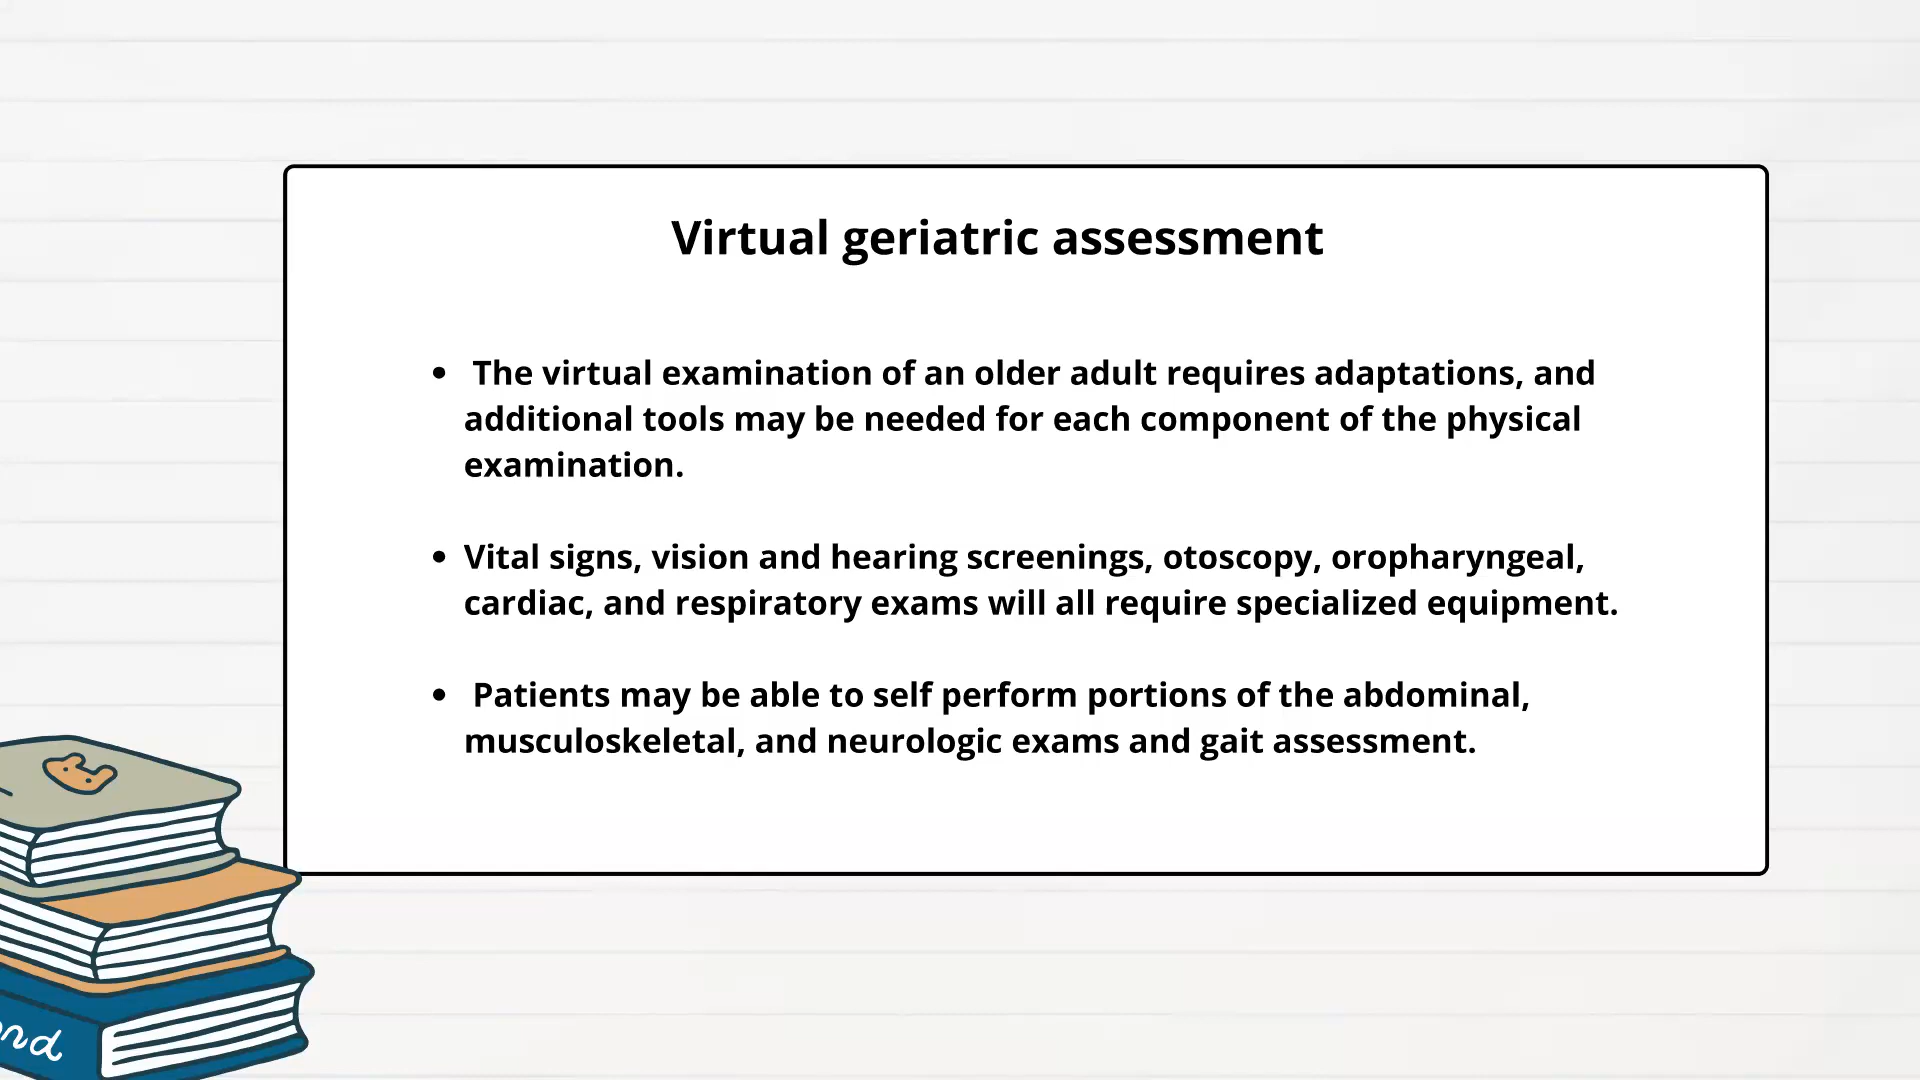 Virtual geriatric assessment
• The virtual examination of an older adult requires adaptations, and
additional tools may be needed for each component of the physical
examination.
• Vital signs, vision and hearing screenings, otoscopy, oropharyngeal,
cardiac, and respiratory exams will all require specialized equipment.
• Patients may be able to self perform portions of the abdominal,
musculoskeletal, and neurologic exams and gait assessment.